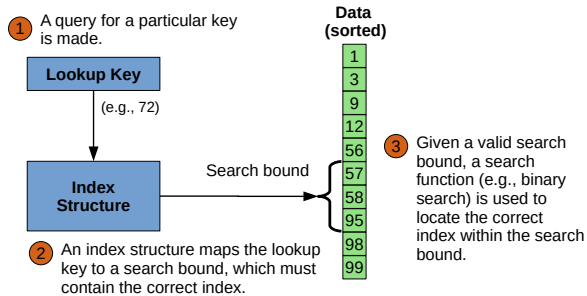 1 A query for a particular key
is made.
Lookup Key
(e.g., 72)
Index
Structure
Search bound
2 An index structure maps the lookup
key to a search bound, which must
contain the correct index.
Data
(sorted)
1
3
9
12
56
57
58
95
98
99
3 Given a valid search
bound, a search
function (e.g., binary
search) is used to
locate the correct
index within the search
bound.